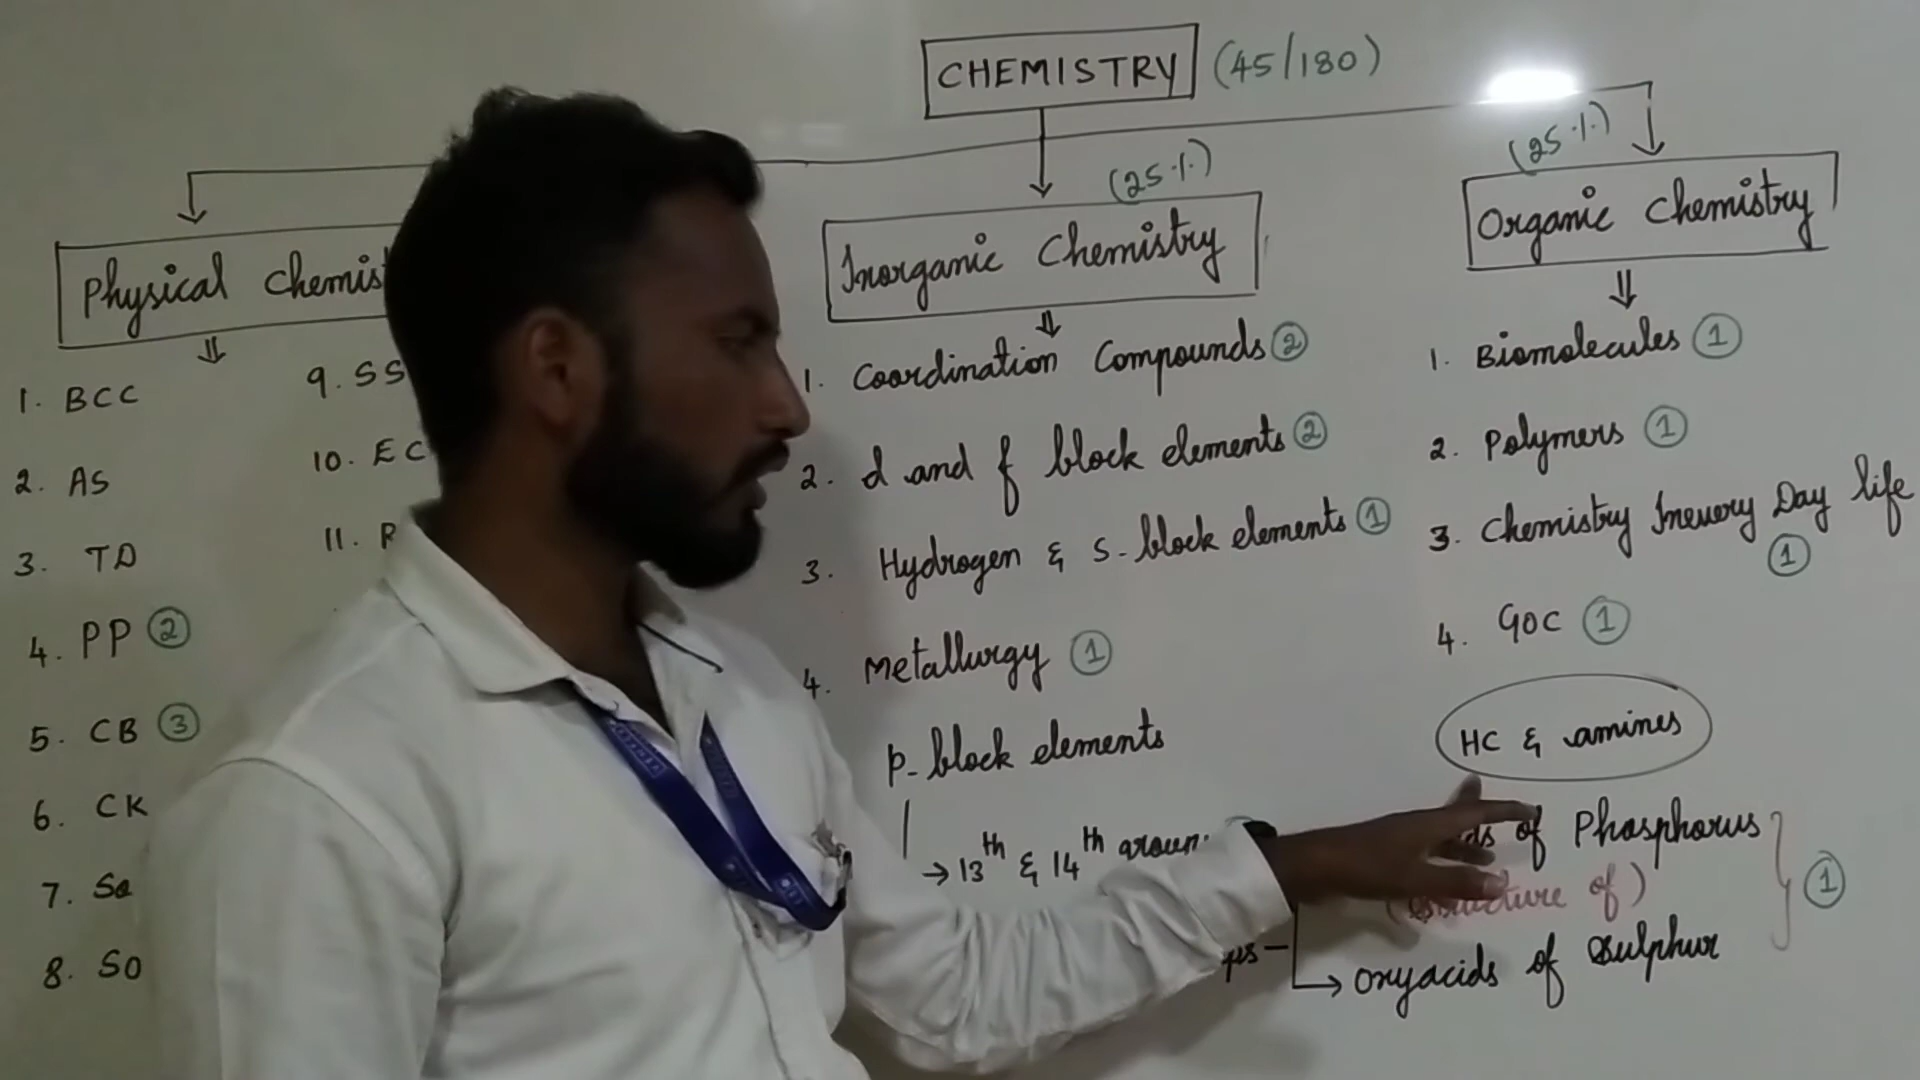 CHEMISTRY (45/180)
Physical
1. BCC
2. AS
3. TD
4. PP ②
5. CB ③
6. CK
8. SO
9. SS
10. EC
11. R
(25%)
Inorganic Chemistry
1. Coordination Compounds ②
2. d and f block elements ②
3. Hydrogen & S-block elements ①
4. Metallurgy ①
P-block elements
→ 13th & 14th
(25%)
Organic Chemistry
1. Biomolecules ①
2. Polymers ①
3. Chemistry Inevery Day life
①
4. GOC ①
HC & amines
of Phosphorus
(structure of) ①
→ oxyacids of Sulphur